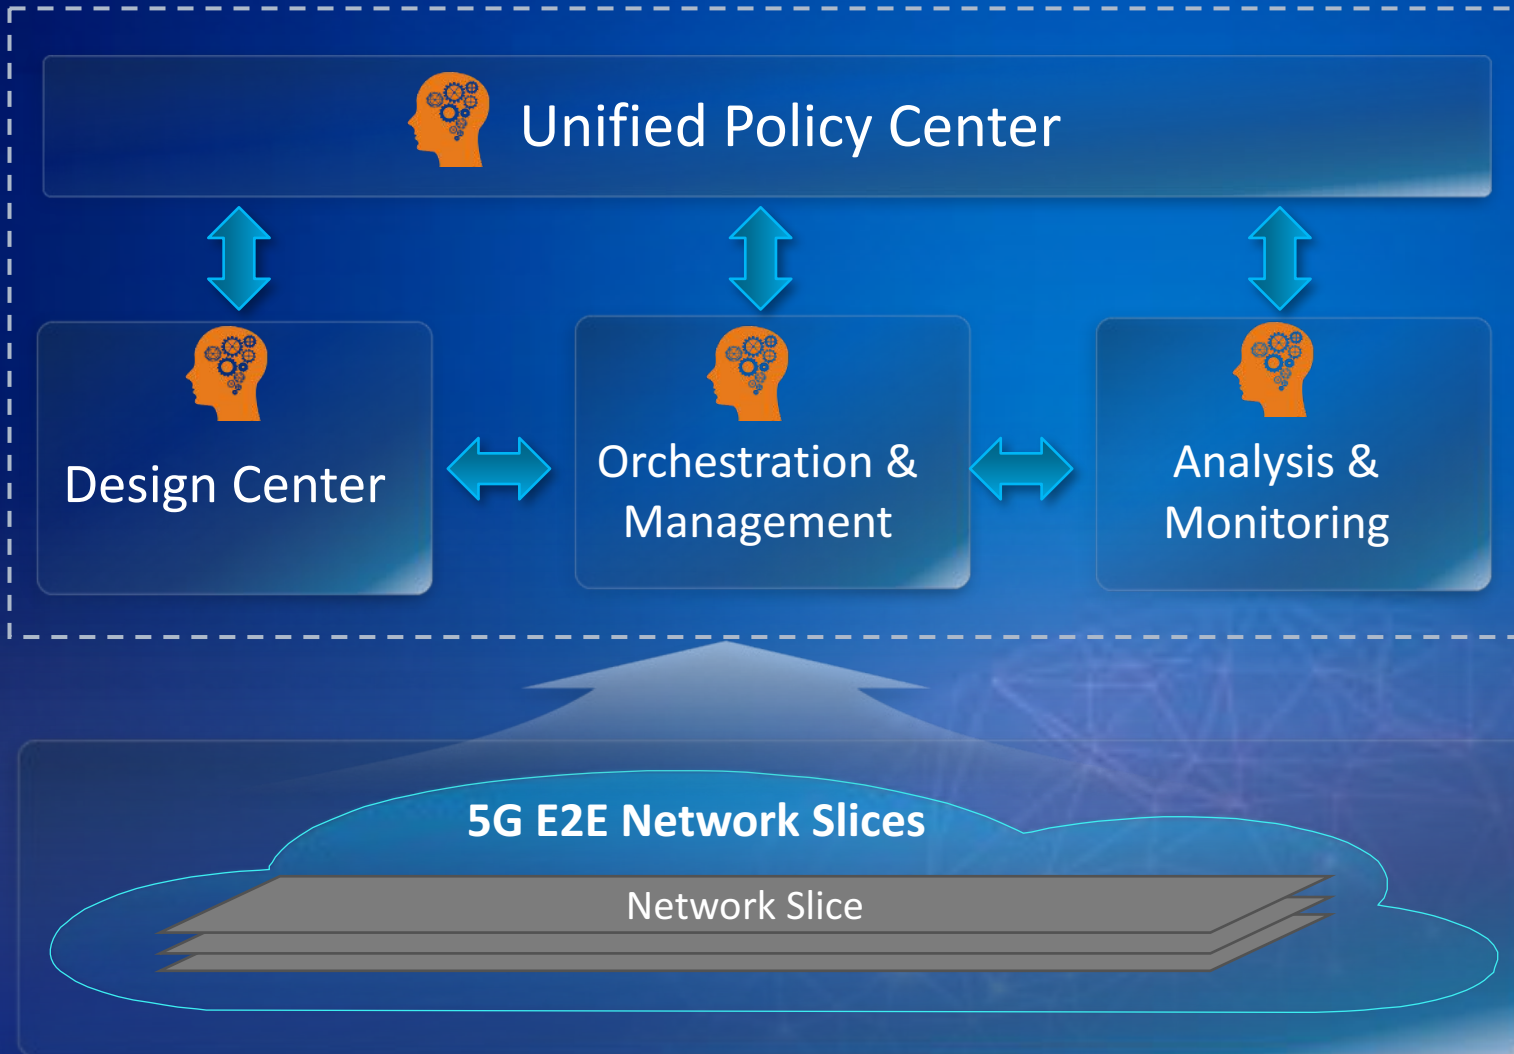 Unified Policy Center
Design Center
Orchestration &
Management
Analysis &
Monitoring
5G E2E Network Slices
Network Slice